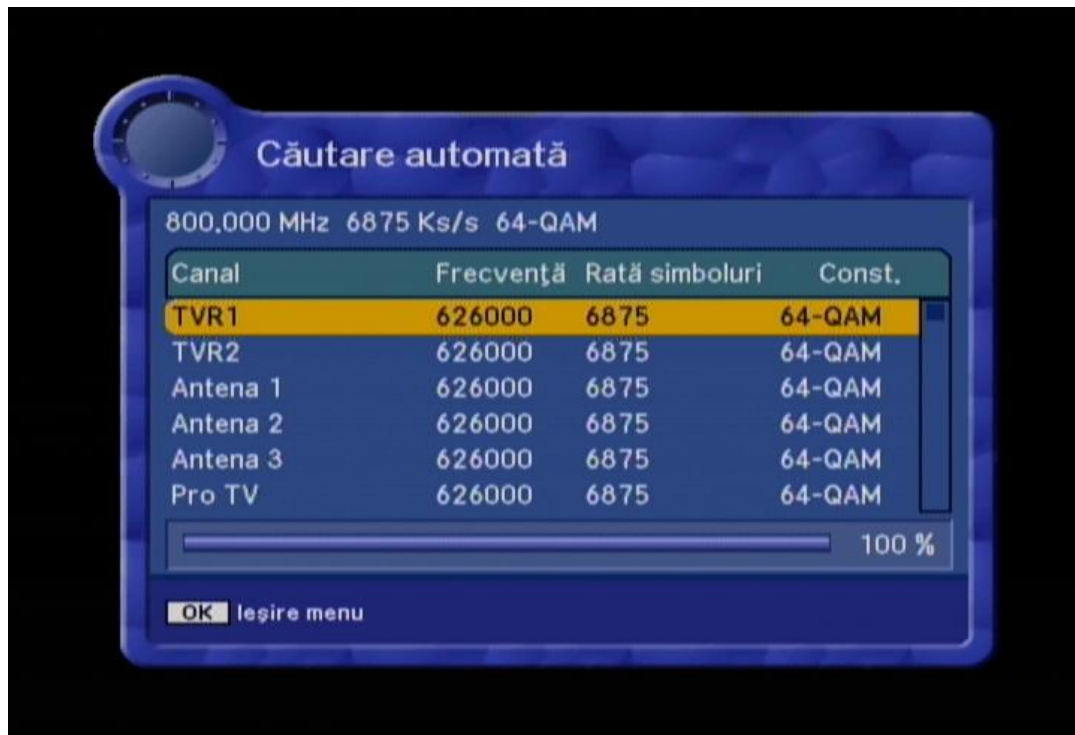 Căutare automată
800.000 MHz 6875 Ks/s 64-QAM
Canal Frecvenţă Rată simboluri Const.
TVR1 626000 6875 64-QAM
TVR2 626000 6875 64-QAM
Antena 1 626000 6875 64-QAM
Antena 2 626000 6875 64-QAM
Antena 3 626000 6875 64-QAM
Pro TV 626000 6875 64-QAM
100 %
OK Ieşire menu